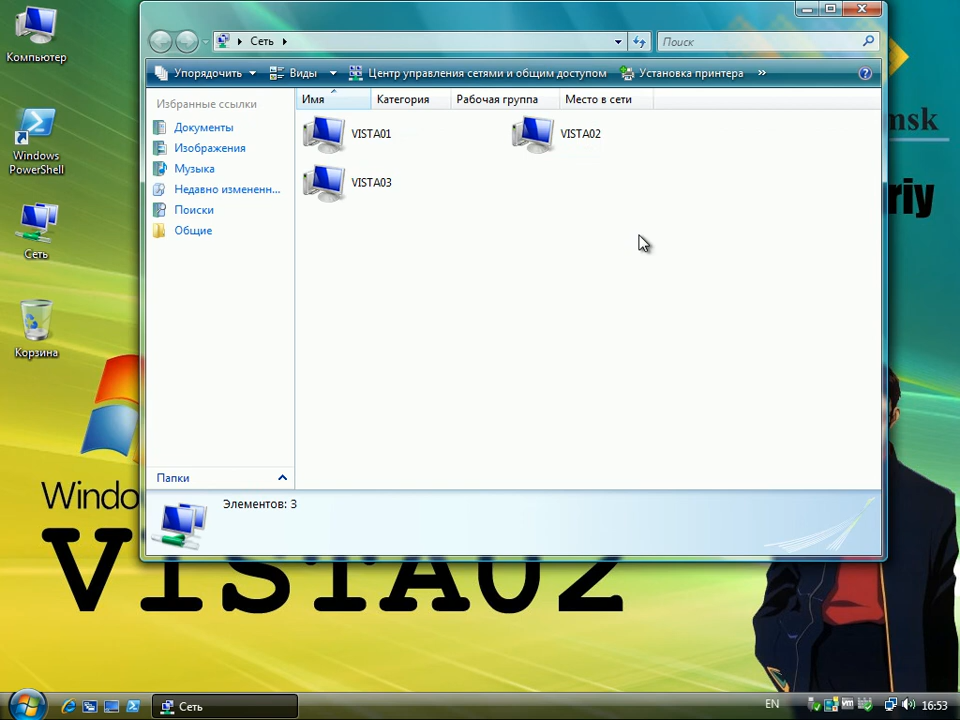 Компьютер
Windows
PowerShell
Сеть
Корзина
Сеть
Поиск
Упорядочить
Виды
Центр управления сетями и общим доступом
Установка принтера
»
Избранные ссылки
Документы
Изображения
Музыка
Недавно измененн...
Поиски
Общие
Папки
Имя
Категория
Рабочая группа
Место в сети
VISTA01
VISTA02
VISTA03
Элементов: 3
msk
riy
Windo
VISTA02
Сеть
EN
16:53